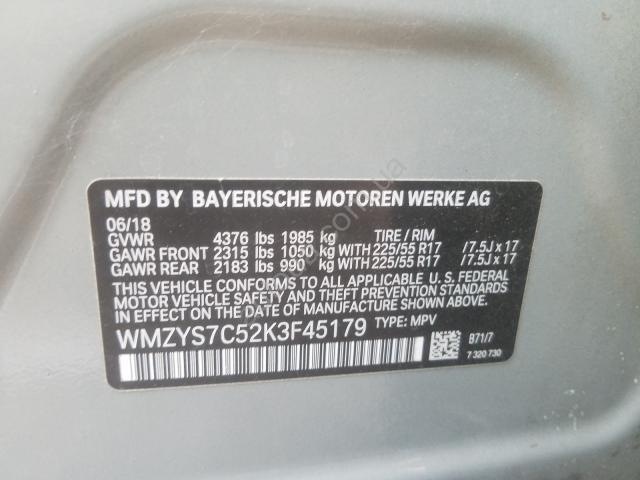 MFD BY BAYERISCHE MOTOREN WERKE AG
06/18
GVWR 4376 lbs 1985 kg TIRE / RIM
GAWR FRONT 2315 lbs 1050 kg WITH 225/55 R17 /7.5J x 17
GAWR REAR 2183 lbs 990 kg WITH 225/55 R17 /7.5J x 17
THIS VEHICLE CONFORMS TO ALL APPLICABLE U.S. FEDERAL
MOTOR VEHICLE SAFETY AND THEFT PREVENTION STANDARDS
IN EFFECT ON THE DATE OF MANUFACTURE SHOWN ABOVE.
WMZYS7C52K3F45179 TYPE: MPV
B71/7
7 320 730